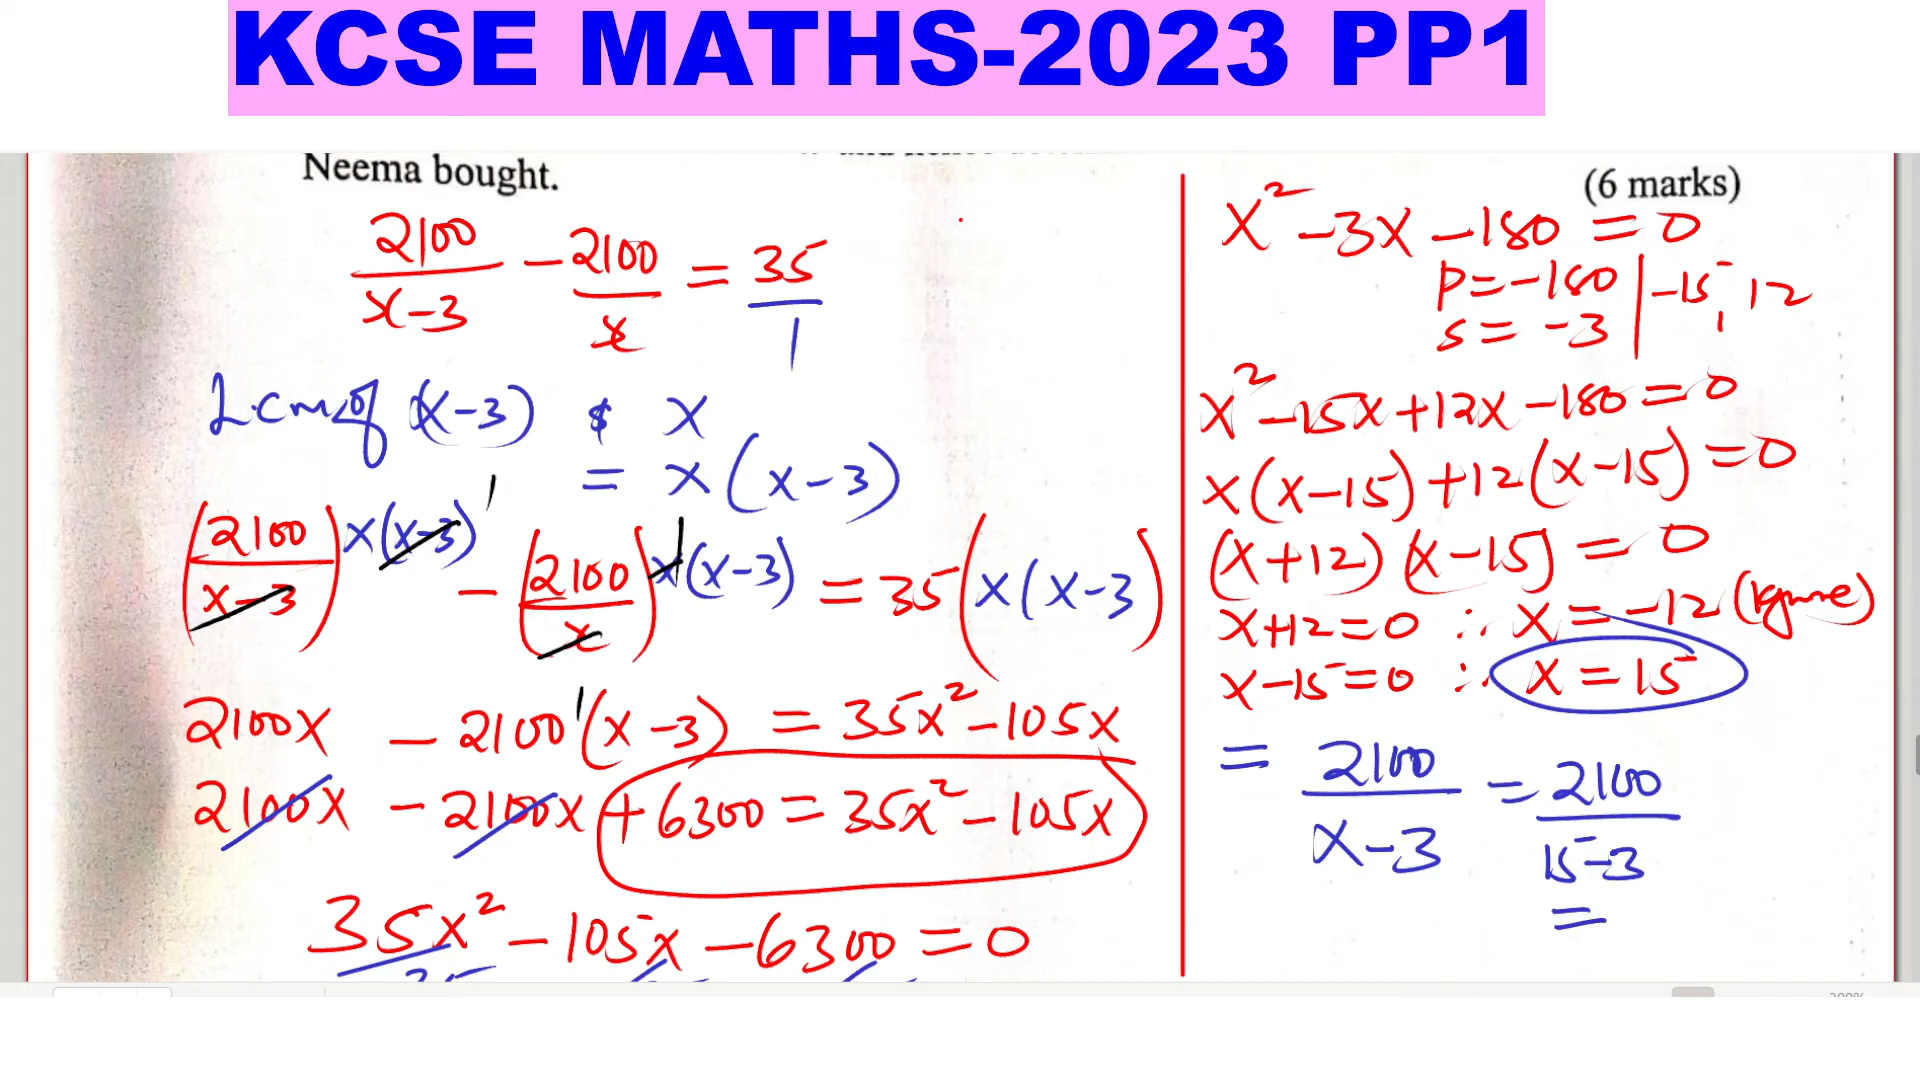 KCSE MATHS-2023 PP1
Neema bought.
(6 marks)
2100/(x-3) - 2100/x = 35/1
L.cm of (x-3) & x
= x(x-3)
(2100/(x-3)) x(x-3) 1 - (2100/x) x 1 (x-3) = 35(x(x-3))
2100x - 2100(x-3) = 35x² - 105x
2100x - 2100x + 6300 = 35x² - 105x
35x² - 105x - 6300 = 0
x² - 3x - 180 = 0
p = -180 | -15, 12
s = -3
x² - 15x + 12x - 180 = 0
x(x-15) + 12(x-15) = 0
(x+12)(x-15) = 0
x+12=0 ∴ x = -12 (Ignore)
x-15=0 ∴ x = 15
= 2100/(x-3) = 2100/(15-3)
=